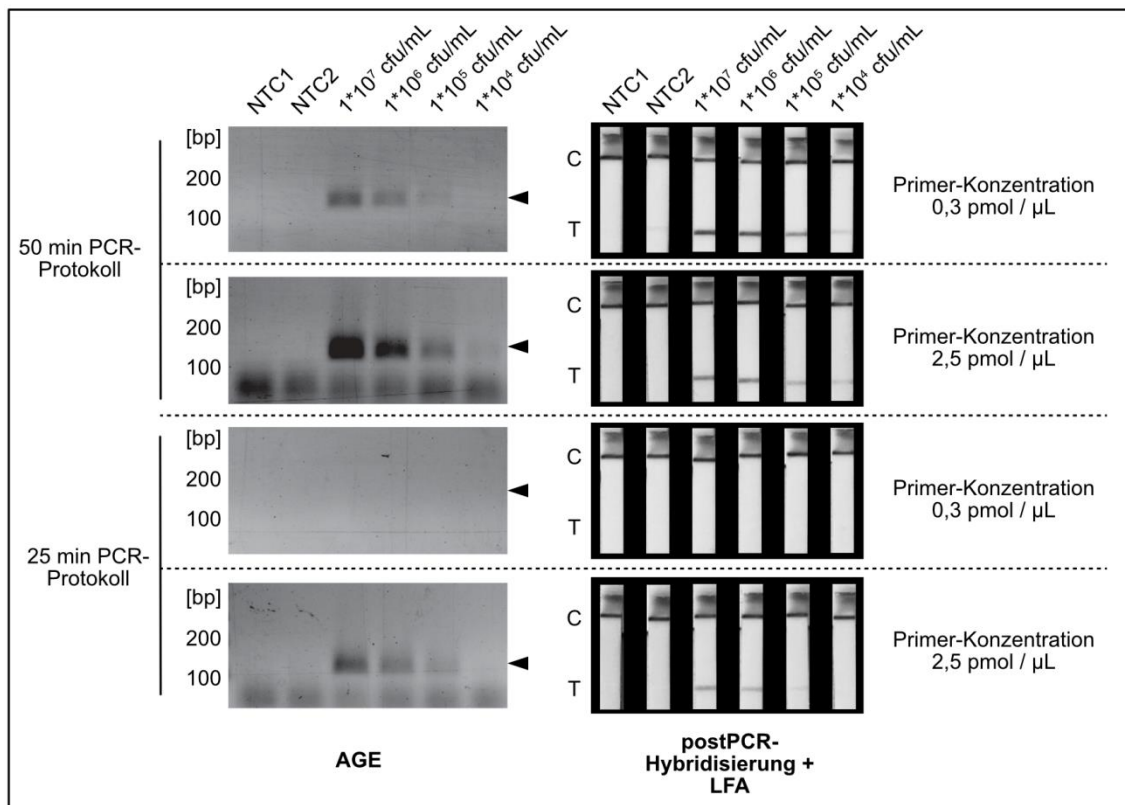 NTC1 NTC2 1*10⁷ cfu/mL 1*10⁶ cfu/mL 1*10⁵ cfu/mL 1*10⁴ cfu/mL
NTC1 NTC2 1*10⁷ cfu/mL 1*10⁶ cfu/mL 1*10⁵ cfu/mL 1*10⁴ cfu/mL
50 min PCR-
Protokoll
[bp]
200
100
C
T
Primer-Konzentration
0,3 pmol / µL
[bp]
200
100
C
T
Primer-Konzentration
2,5 pmol / µL
25 min PCR-
Protokoll
[bp]
200
100
C
T
Primer-Konzentration
0,3 pmol / µL
[bp]
200
100
C
T
Primer-Konzentration
2,5 pmol / µL
AGE
postPCR-
Hybridisierung +
LFA